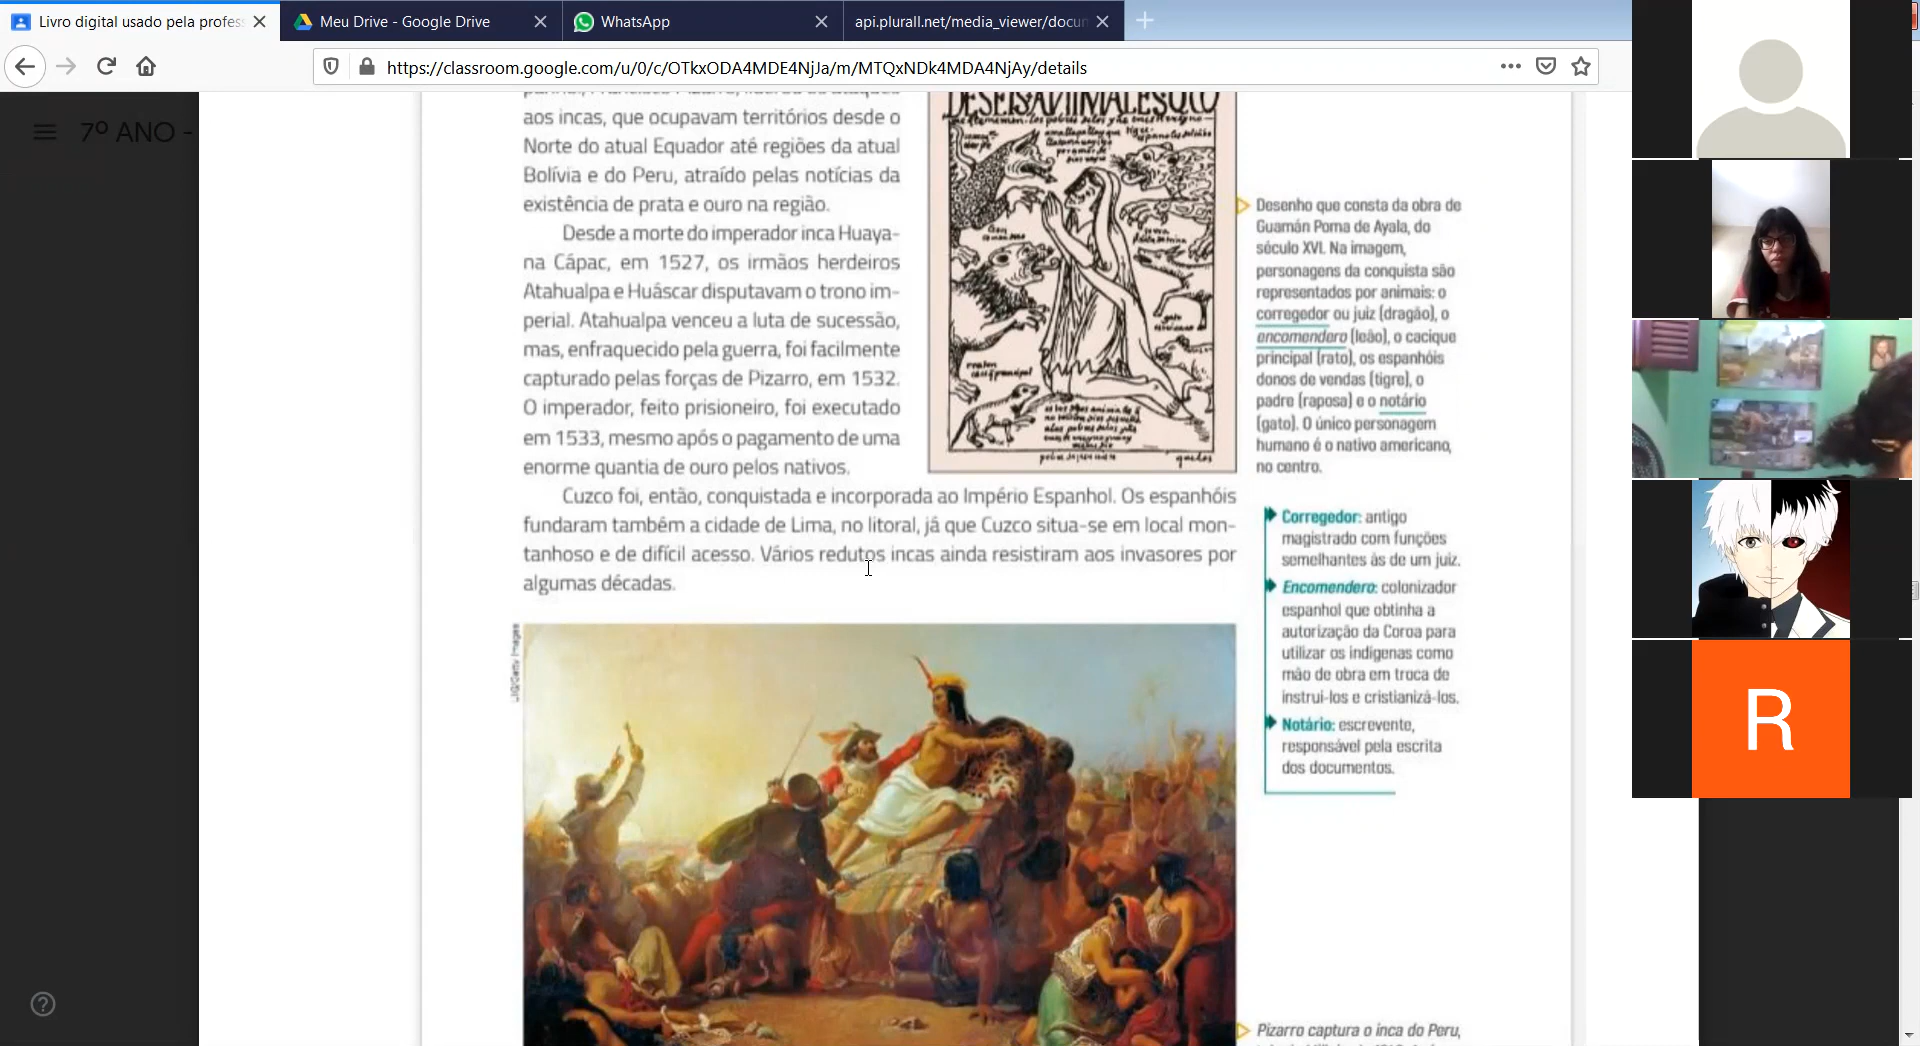 Livro digital usado pela profess
Meu Drive - Google Drive
WhatsApp
api.plurall.net/media_viewer/docu
https://classroom.google.com/u/0/c/OTkxODA4MDE4NjJa/m/MTQxNDk4MDA4NjAy/details
7º ANO -
aos incas, que ocupavam territórios desde o
Norte do atual Equador até regiões da atual
Bolívia e do Peru, atraído pelas notícias da
existência de prata e ouro na região.
Desde a morte do imperador inca Huaya-
na Cápac, em 1527, os irmãos herdeiros
Atahualpa e Huáscar disputavam o trono im-
perial. Atahualpa venceu a luta de sucessão,
mas, enfraquecido pela guerra, foi facilmente
capturado pelas forças de Pizarro, em 1532.
O imperador, feito prisioneiro, foi executado
em 1533, mesmo após o pagamento de uma
enorme quantia de ouro pelos nativos.
Cuzco foi, então, conquistada e incorporada ao Império Espanhol. Os espanhóis
fundaram também a cidade de Lima, no litoral, já que Cuzco situa-se em local mon-
tanhoso e de difícil acesso. Vários redutos incas ainda resistiram aos invasores por
algumas décadas.
Desenho que consta da obra de
Guamán Poma de Ayala, do
século XVI. Na imagem,
personagens da conquista são
representados por animais: o
corregedor ou juiz (dragão), o
encomendero (leão), o cacique
principal (rato), os espanhóis
donos de vendas (tigre), o
padre (raposa) e o notário
(gato). O único personagem
humano é o nativo americano,
no centro.
Corregedor: antigo
magistrado com funções
semelhantes às de um juiz.
Encomendero: colonizador
espanhol que obtinha a
autorização da Coroa para
utilizar os indígenas como
mão de obra em troca de
instruí-los e cristianizá-los.
Notário: escrevente,
responsável pela escrita
dos documentos.
/Getty Images
Pizarro captura o inca do Peru,
R